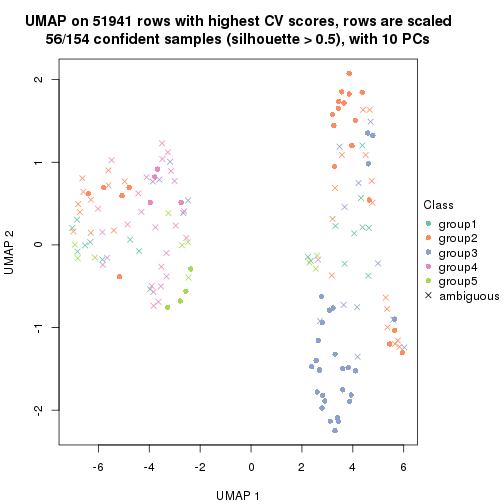 UMAP on 51941 rows with highest CV scores, rows are scaled
56/154 confident samples (silhouette > 0.5), with 10 PCs
2
1
0
-1
-2
UMAP 2
-6 -4 -2 0 2 4 6
UMAP 1
Class
group1
group2
group3
group4
group5
ambiguous